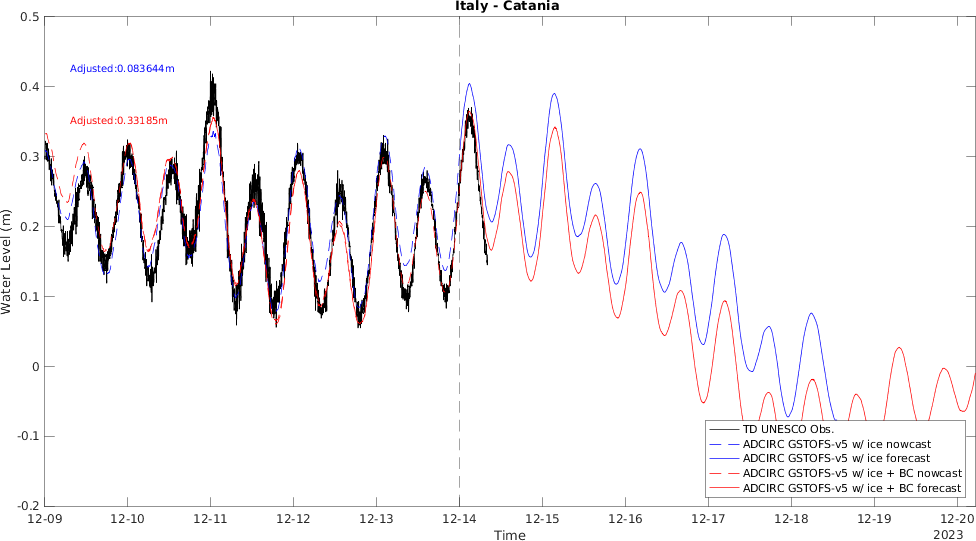 Italy - Catania
0.5
0.4
0.3
0.2
0.1
0
-0.1
-0.2
Water Level (m)
Adjusted:0.083644m
Adjusted:0.33185m
TD UNESCO Obs.
ADCIRC GSTOFS-v5 w/ ice nowcast
ADCIRC GSTOFS-v5 w/ ice forecast
ADCIRC GSTOFS-v5 w/ ice + BC nowcast
ADCIRC GSTOFS-v5 w/ ice + BC forecast
12-09 12-10 12-11 12-12 12-13 12-14 12-15 12-16 12-17 12-18 12-19 12-20
Time
2023